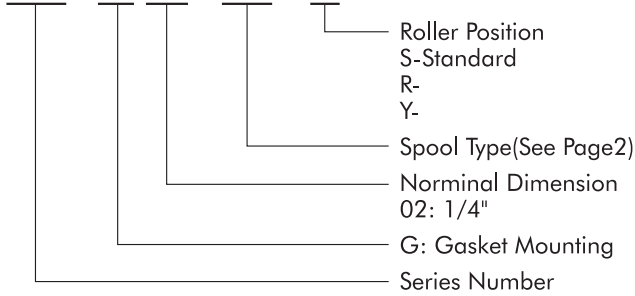 Roller Position
S-Standard
R-
Y-
Spool Type(See Page2)
Norminal Dimension
02: 1/4"
G: Gasket Mounting
Series Number